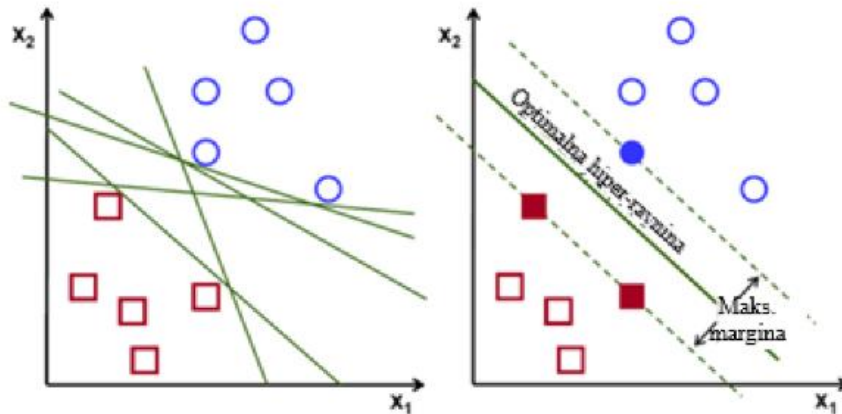 X₂
X₁
X₂
Optimalna hiper-ravnina
Maks.
margina
X₁